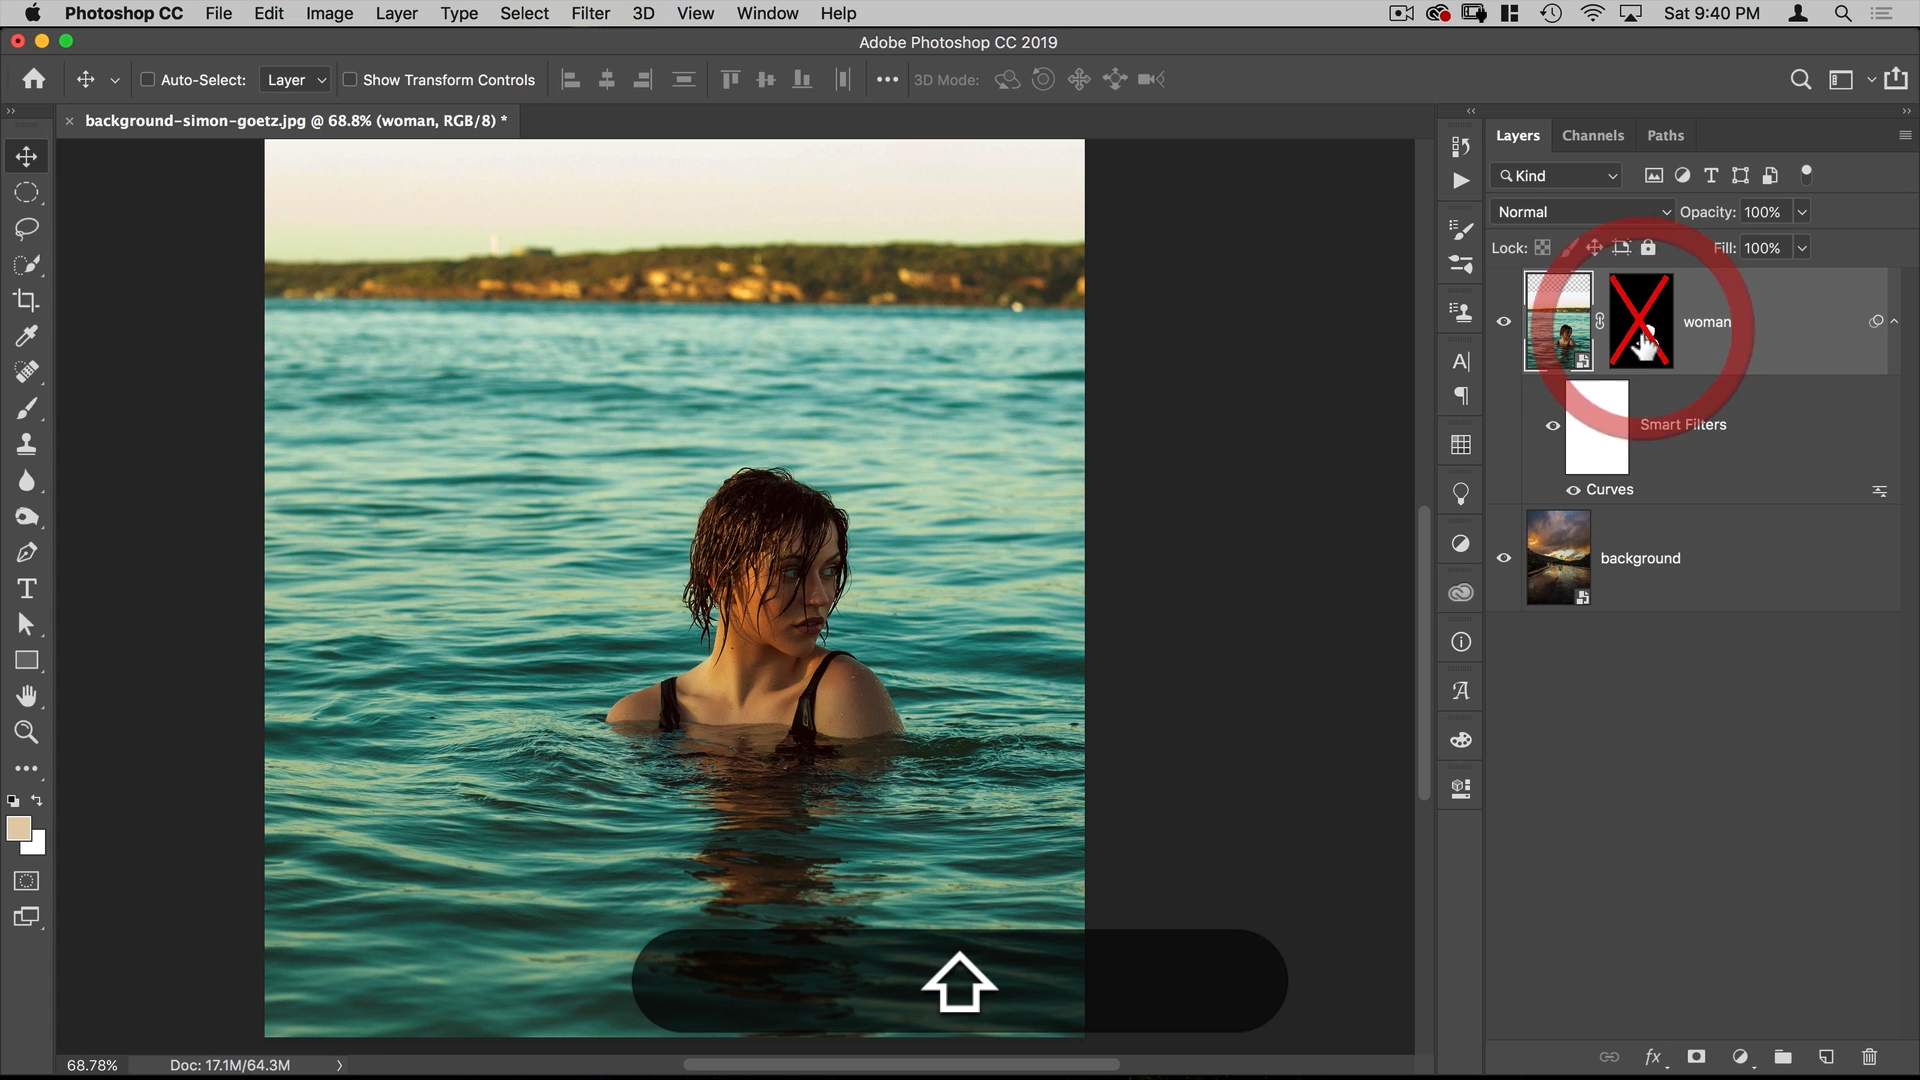 Photoshop CC File Edit Image Layer Type Select Filter 3D View Window Help Sat 9:40 PM
Adobe Photoshop CC 2019
Auto-Select: Layer Show Transform Controls 3D Mode:
background-simon-goetz.jpg @ 68.8% (woman, RGB/8) *
Layers Channels Paths
Kind
Normal Opacity: 100%
Lock: Fill: 100%
woman
Smart Filters
Curves
background
68.78% Doc: 17.1M/64.3M
fx